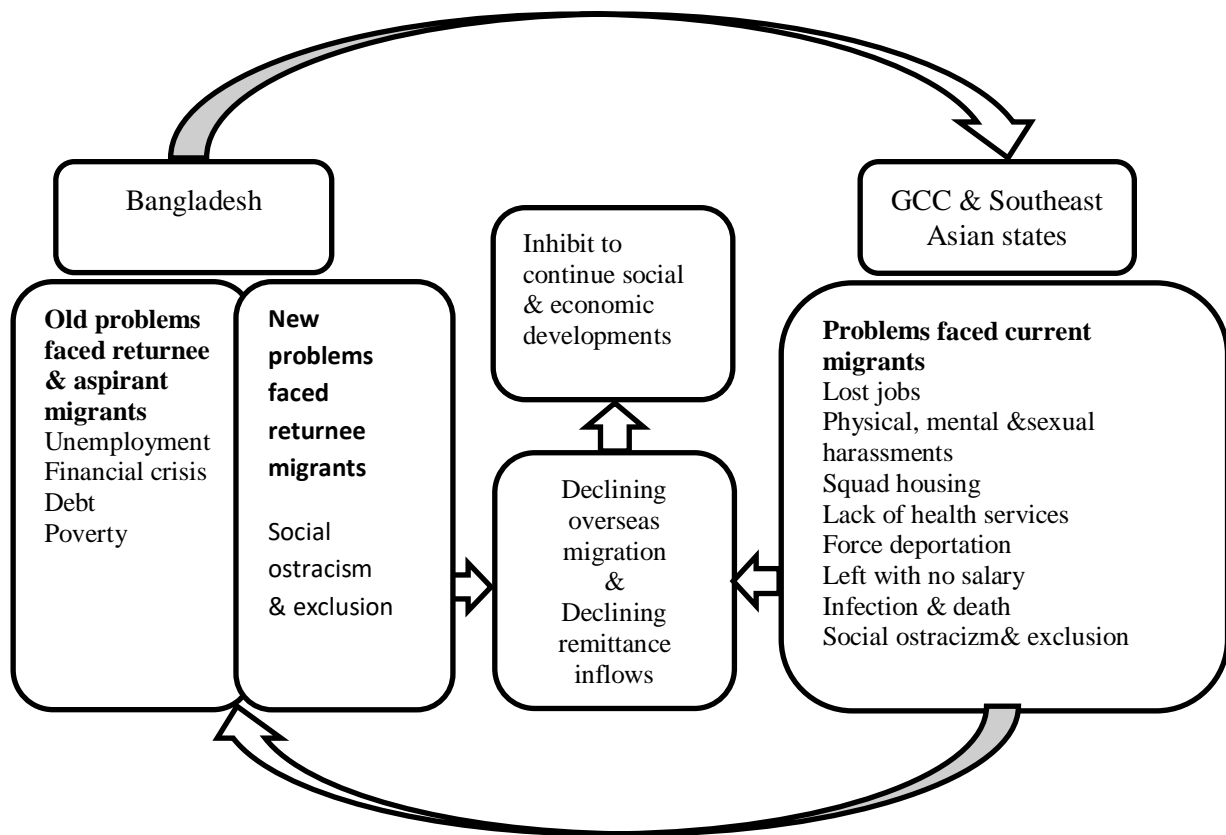 Bangladesh
GCC & Southeast
Asian states
Old problems
faced returnee
& aspirant
migrants
Unemployment
Financial crisis
Debt
Poverty
New
problems
faced
returnee
migrants
Social
ostracism
& exclusion
Inhibit to
continue social
& economic
developments
Declining
overseas
migration
&
Declining
remittance
inflows
Problems faced current
migrants
Lost jobs
Physical, mental &sexual
harassments
Squad housing
Lack of health services
Force deportation
Left with no salary
Infection & death
Social ostracizm& exclusion